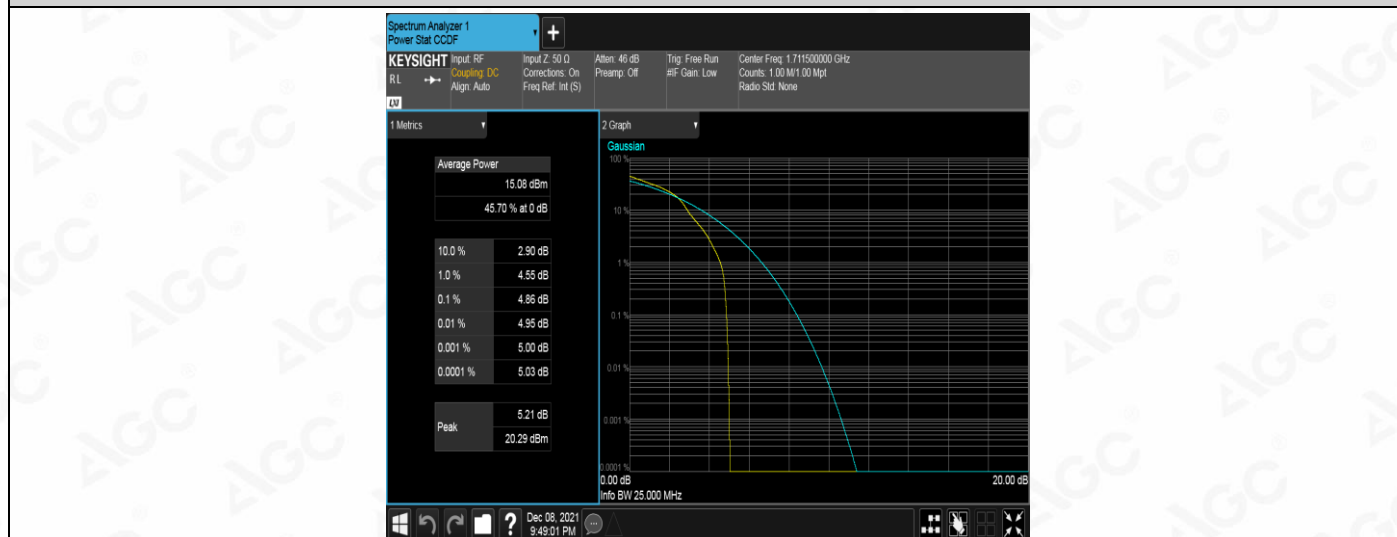 Spectrum Analyzer 1
Power Stat CCDF
+
KEYSIGHT
RL
LXI
Input: RF
Coupling: DC
Align: Auto
Input Z: 50 Ω
Corrections: On
Freq Ref: Int (S)
Atten: 46 dB
Preamp: Off
Trig: Free Run
#IF Gain: Low
Center Freq: 1.711500000 GHz
Counts: 1.00 M/1.00 Mpt
Radio Std: None
1 Metrics
Average Power
15.08 dBm
45.70 % at 0 dB
10.0 % 2.90 dB
1.0 % 4.55 dB
0.1 % 4.86 dB
0.01 % 4.95 dB
0.001 % 5.00 dB
0.0001 % 5.03 dB
Peak
5.21 dB
20.29 dBm
2 Graph
Gaussian
100 %
10 %
1 %
0.1 %
0.01 %
0.001 %
0.0001 %
0.00 dB 20.00 dB
Info BW 25.000 MHz
?
Dec 08, 2021
9:49:01 PM
AGC